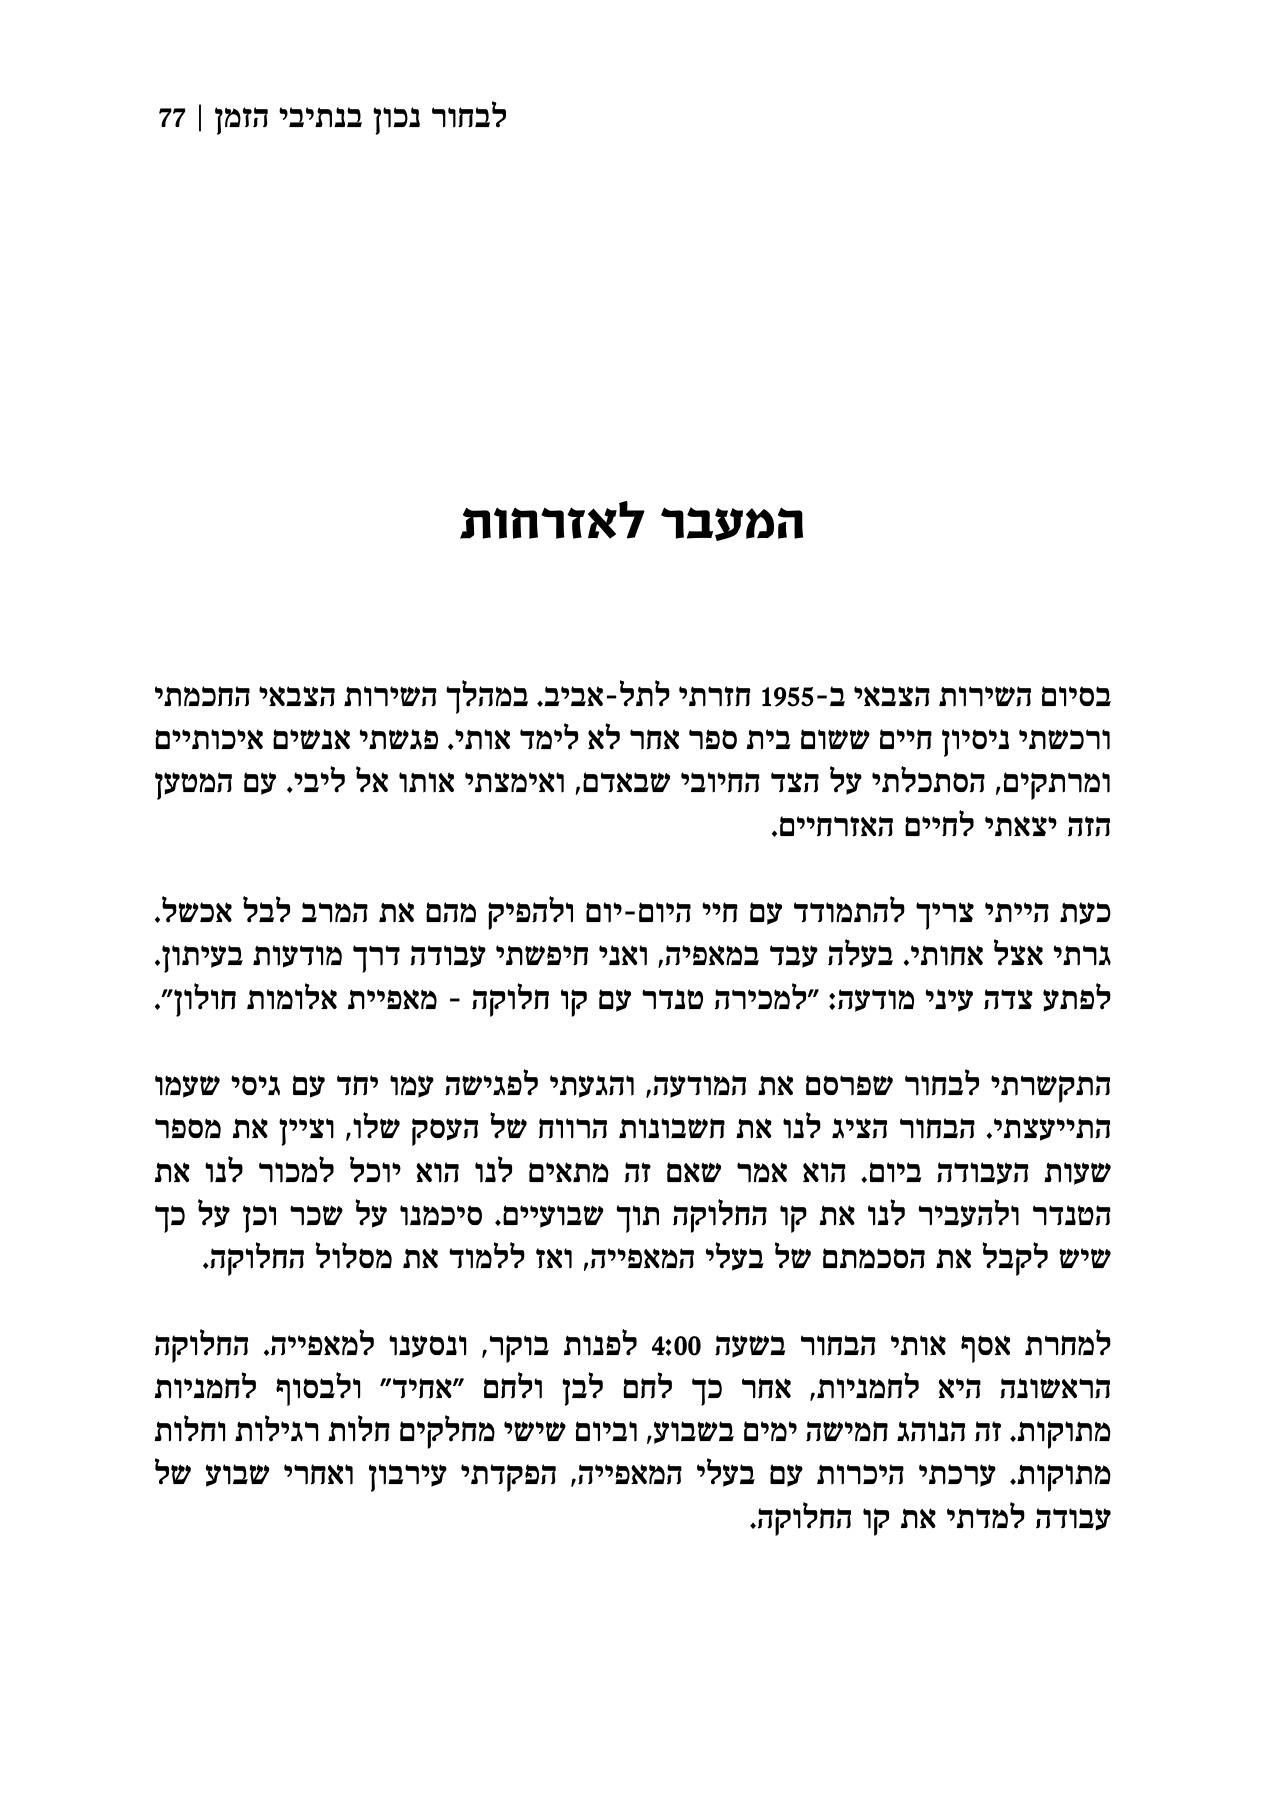 לבחור נכון בנתיבי הזמן | 77
המעבר לאזרחות
בסיום השירות הצבאי ב-1955 חזרתי לתל-אביב. במהלך השירות הצבאי החכמתי
ורכשתי ניסיון חיים ששום בית ספר אחר לא לימד אותי. פגשתי אנשים איכותיים
ומרתקים, הסתכלתי על הצד החיובי שבאדם, ואימצתי אותו אל ליבי. עם המטען
הזה יצאתי לחיים האזרחיים.
כעת הייתי צריך להתמודד עם חיי היום-יום ולהפיק מהם את המרב לבל אכשל.
גרתי אצל אחותי. בעלה עבד במאפיה, ואני חיפשתי עבודה דרך מודעות בעיתון.
לפתע צדה עיני מודעה: "למכירה טנדר עם קו חלוקה - מאפיית אלומות חולון".
התקשרתי לבחור שפרסם את המודעה, והגעתי לפגישה עמו יחד עם גיסי שעמו
התייעצתי. הבחור הציג לנו את חשבונות הרווח של העסק שלו, וציין את מספר
שעות העבודה ביום. הוא אמר שאם זה מתאים לנו הוא יוכל למכור לנו את
הטנדר ולהעביר לנו את קו החלוקה תוך שבועיים. סיכמנו על שכר וכן על כך
שיש לקבל את הסכמתם של בעלי המאפייה, ואז ללמוד את מסלול החלוקה.
למחרת אסף אותי הבחור בשעה 4:00 לפנות בוקר, ונסענו למאפייה. החלוקה
הראשונה היא לחמניות, אחר כך לחם לבן ולחם "אחיד" ולבסוף לחמניות
מתוקות. זה הנוהג חמישה ימים בשבוע, וביום שישי מחלקים חלות רגילות וחלות
מתוקות. ערכתי היכרות עם בעלי המאפייה, הפקדתי עירבון ואחרי שבוע של
עבודה למדתי את קו החלוקה.